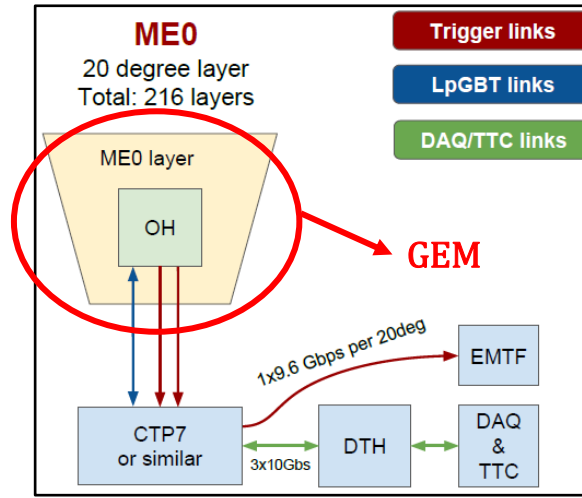 ME0
20 degree layer
Total: 216 layers
Trigger links
LpGBT links
DAQ/TTC links
ME0 layer
OH
GEM
1x9.6 Gbps per 20deg
EMTF
CTP7
or similar
3x10Gbs
DTH
DAQ
&
TTC